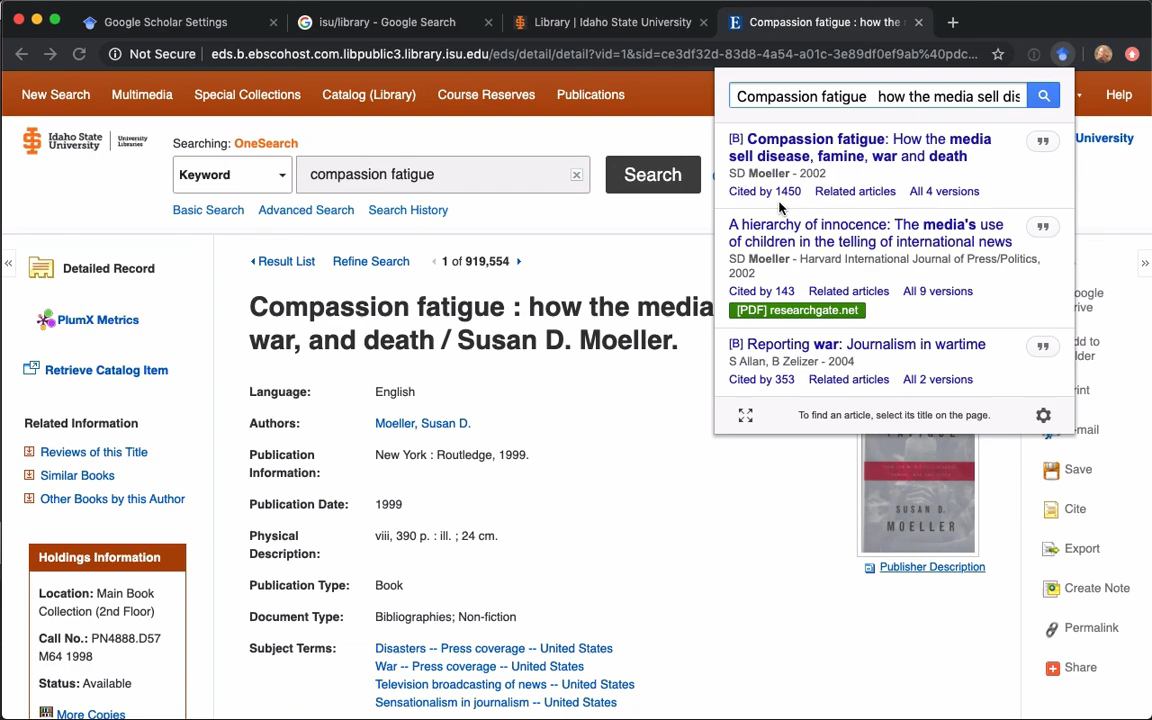 Google Scholar Settings
isu/library - Google Search
Library | Idaho State University
Compassion fatigue : how the
Not Secure
eds.b.ebscohost.com.libpublic3.library.isu.edu/eds/detail/detail?vid=1&sid=ce3df32d-83d8-4a54-a01c-3e89df0ef9ab%40pdc...
New Search
Multimedia
Special Collections
Catalog (Library)
Course Reserves
Publications
Help
Compassion fatigue   how the media sell dis
Idaho State University
University Libraries
Searching: OneSearch
Keyword
compassion fatigue
Search
University
Basic Search
Advanced Search
Search History
[B] Compassion fatigue: How the media
sell disease, famine, war and death
SD Moeller - 2002
Cited by 1450 Related articles All 4 versions
A hierarchy of innocence: The media's use
of children in the telling of international news
SD Moeller - Harvard International Journal of Press/Politics,
2002
Cited by 143 Related articles All 9 versions
[PDF] researchgate.net
[B] Reporting war: Journalism in wartime
S Allan, B Zelizer - 2004
Cited by 353 Related articles All 2 versions
To find an article, select its title on the page.
Detailed Record
PlumX Metrics
Retrieve Catalog Item
Related Information
Reviews of this Title
Similar Books
Other Books by this Author
Holdings Information
Location: Main Book
Collection (2nd Floor)
Call No.: PN4888.D57
M64 1998
Status: Available
More Copies
Result List
Refine Search
1 of 919,554
Compassion fatigue : how the media
war, and death / Susan D. Moeller.
Language: English
Authors: Moeller, Susan D.
Publication Information: New York : Routledge, 1999.
Publication Date: 1999
Physical Description: viii, 390 p. : ill. ; 24 cm.
Publication Type: Book
Document Type: Bibliographies; Non-fiction
Subject Terms: Disasters -- Press coverage -- United States
War -- Press coverage -- United States
Television broadcasting of news -- United States
Sensationalism in journalism -- United States
SUSAN D.
MOELLER
Publisher Description
oogle
rive
dd to
lder
rint
mail
Save
Cite
Export
Create Note
Permalink
Share